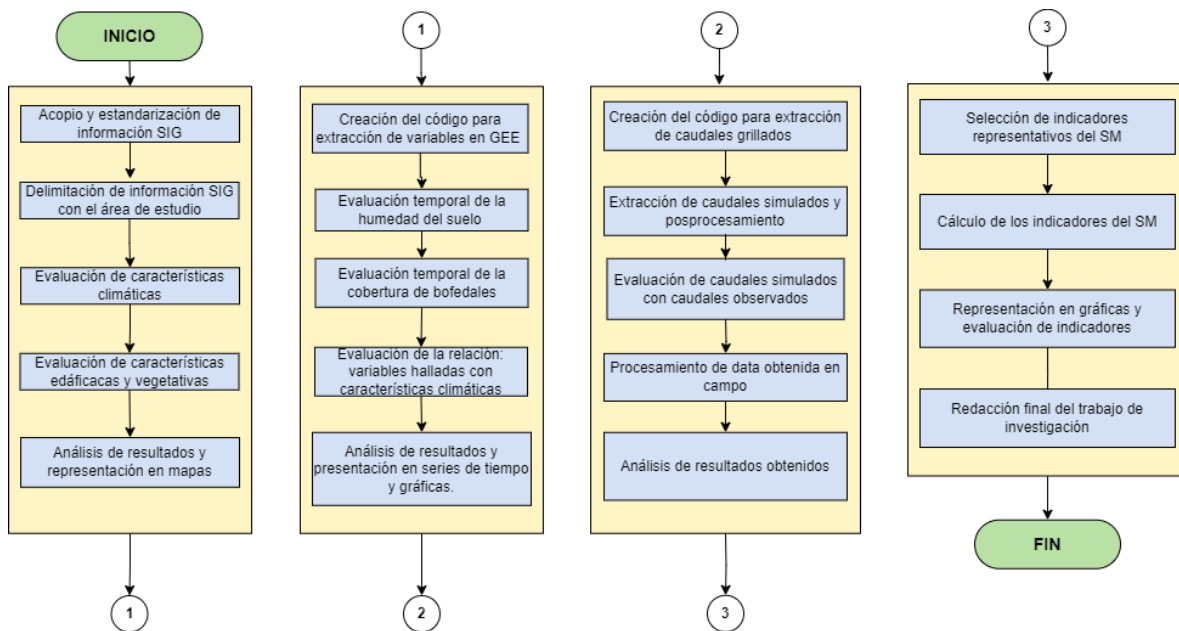 INICIO
Acopio y estandarización de
información SIG
Delimitación de información SIG
con el área de estudio
Evaluación de características
climáticas
Evaluación de características
edáficacas y vegetativas
Análisis de resultados y
representación en mapas
1
1
Creación del código para
extracción de variables en GEE
Evaluación temporal de la
humedad del suelo
Evaluación temporal de la
cobertura de bofedales
Evaluación de la relación:
variables halladas con
características climáticas
Análisis de resultados y
presentación en series de tiempo
y gráficas.
2
2
Creación del código para extracción
de caudales grillados
Extracción de caudales simulados y
posprocesamiento
Evaluación de caudales simulados
con caudales observados
Procesamiento de data obtenida en
campo
Análisis de resultados obtenidos
3
3
Selección de indicadores
representativos del SM
Cálculo de los indicadores del SM
Representación en gráficas y
evaluación de indicadores
Redacción final del trabajo de
investigación
FIN